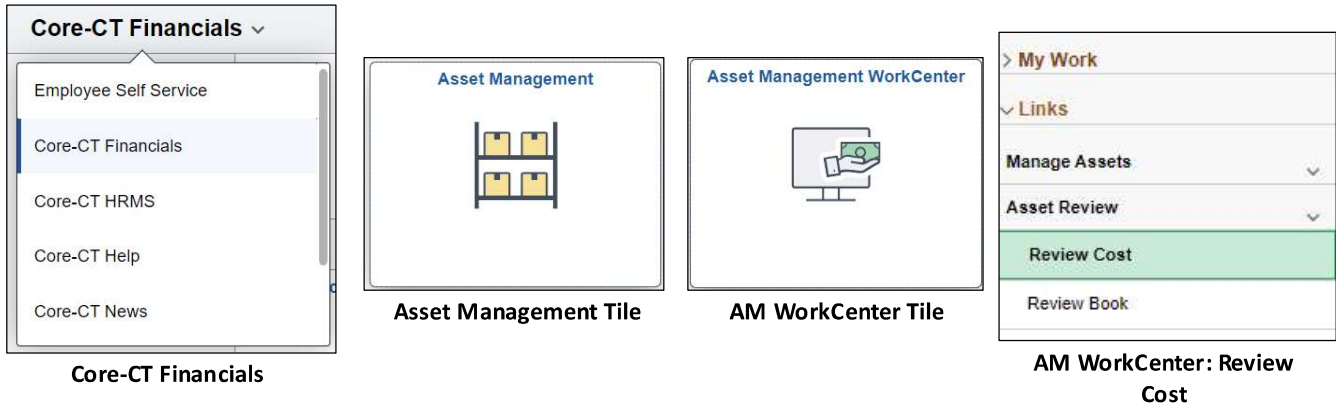 Core-CT Financials
Employee Self Service
Core-CT Financials
Core-CT HRMS
Core-CT Help
Core-CT News
Core-CT Financials
Asset Management
Asset Management Tile
Asset Management WorkCenter
AM WorkCenter Tile
My Work
Links
Manage Assets
Asset Review
Review Cost
Review Book
AM WorkCenter: Review
Cost